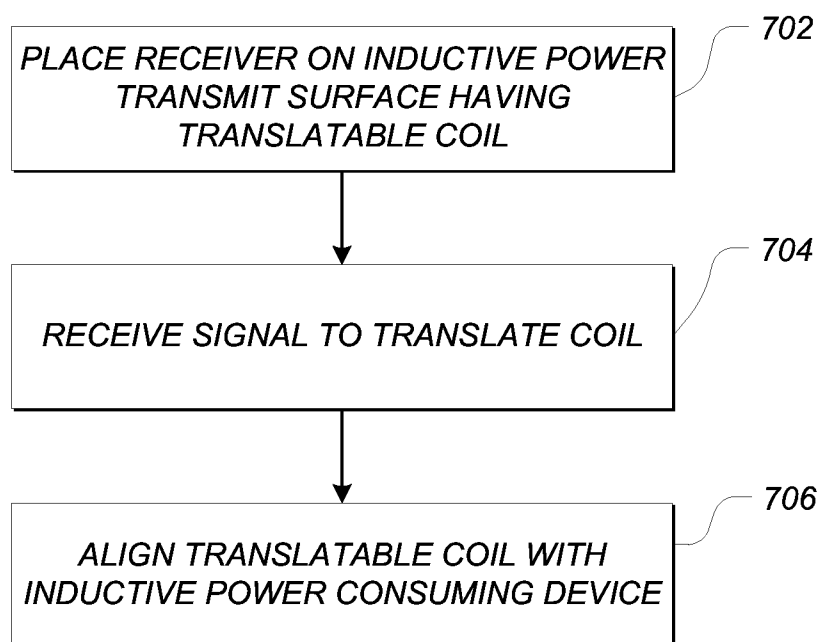 702
PLACE RECEIVER ON INDUCTIVE POWER
TRANSMIT SURFACE HAVING
TRANSLATABLE COIL
704
RECEIVE SIGNAL TO TRANSLATE COIL
706
ALIGN TRANSLATABLE COIL WITH
INDUCTIVE POWER CONSUMING DEVICE